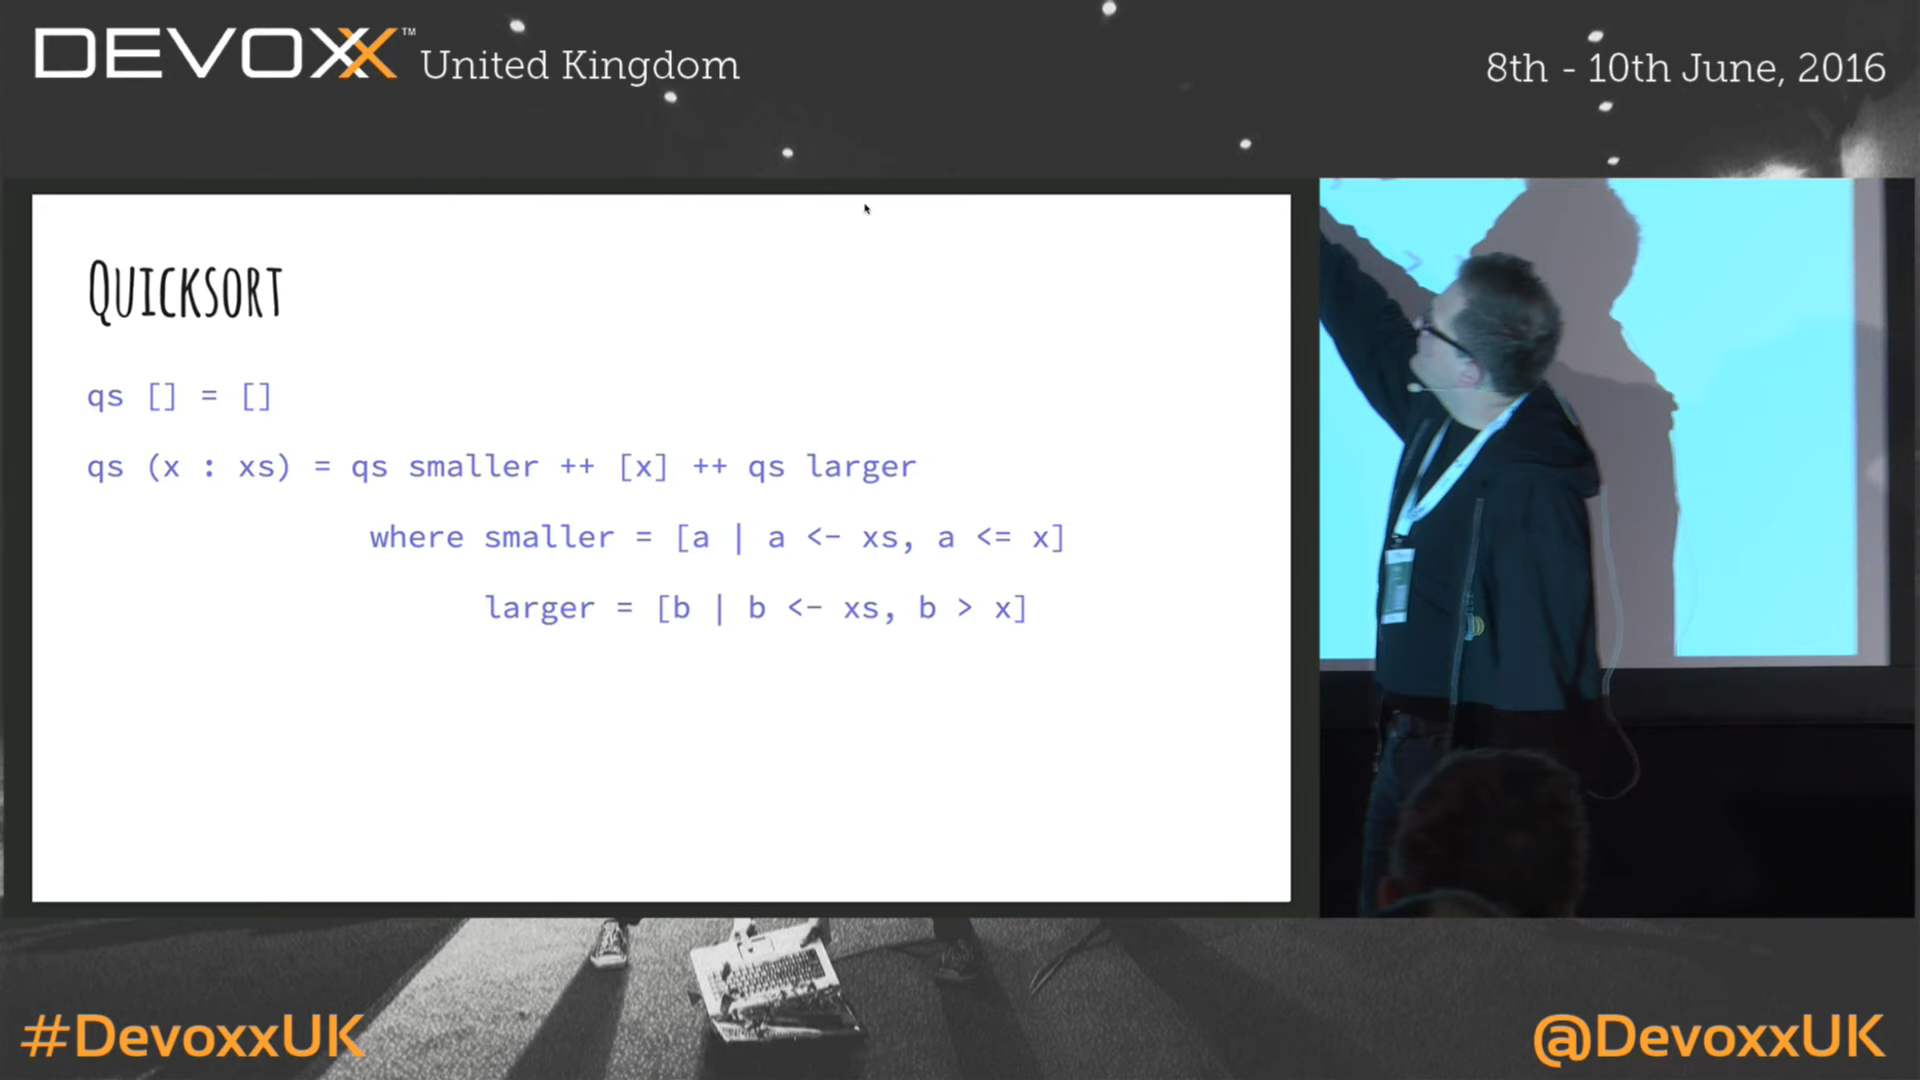 DEVOXX™ United Kingdom
8th - 10th June, 2016
Quicksort
qs [] = []
qs (x : xs) = qs smaller ++ [x] ++ qs larger
where smaller = [a | a <- xs, a <= x]
larger = [b | b <- xs, b > x]
#DevoxxUK
@DevoxxUK